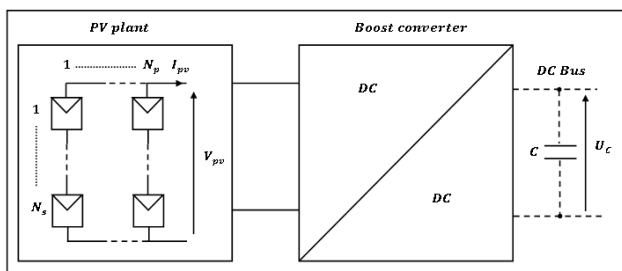 PV plant
Boost converter
1 ............ N_p I_pv
1
N_s
V_pv
DC
DC
DC Bus
C
U_C